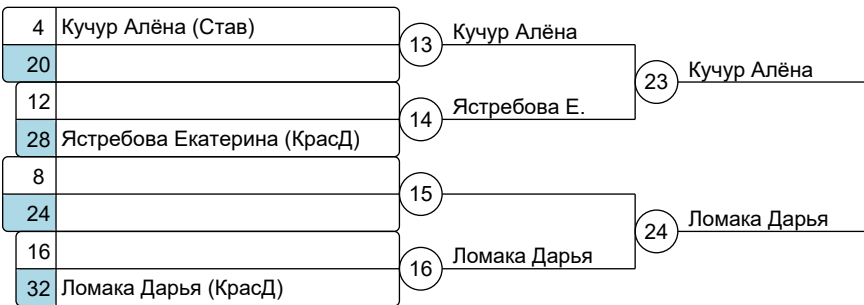 4 Кучур Алёна (Став)
20
12
28 Ястребова Екатерина (КрасД)
8
24
16
32 Ломака Дарья (КрасД)
13 Кучур Алёна
14 Ястребова Е.
15
16 Ломака Дарья
23 Кучур Алёна
24 Ломака Дарья